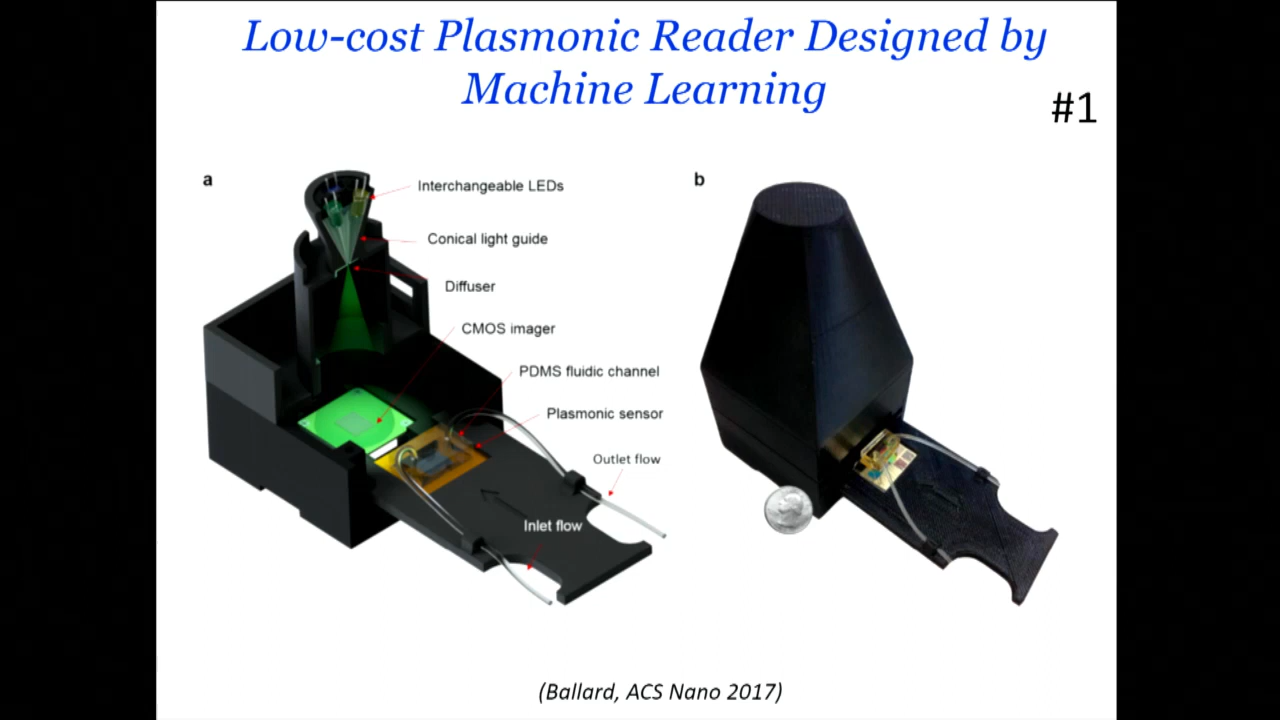 Low-cost Plasmonic Reader Designed by
Machine Learning
#1
a
Interchangeable LEDs
Conical light guide
Diffuser
CMOS imager
PDMS fluidic channel
Plasmonic sensor
Outlet flow
Inlet flow
b
(Ballard, ACS Nano 2017)